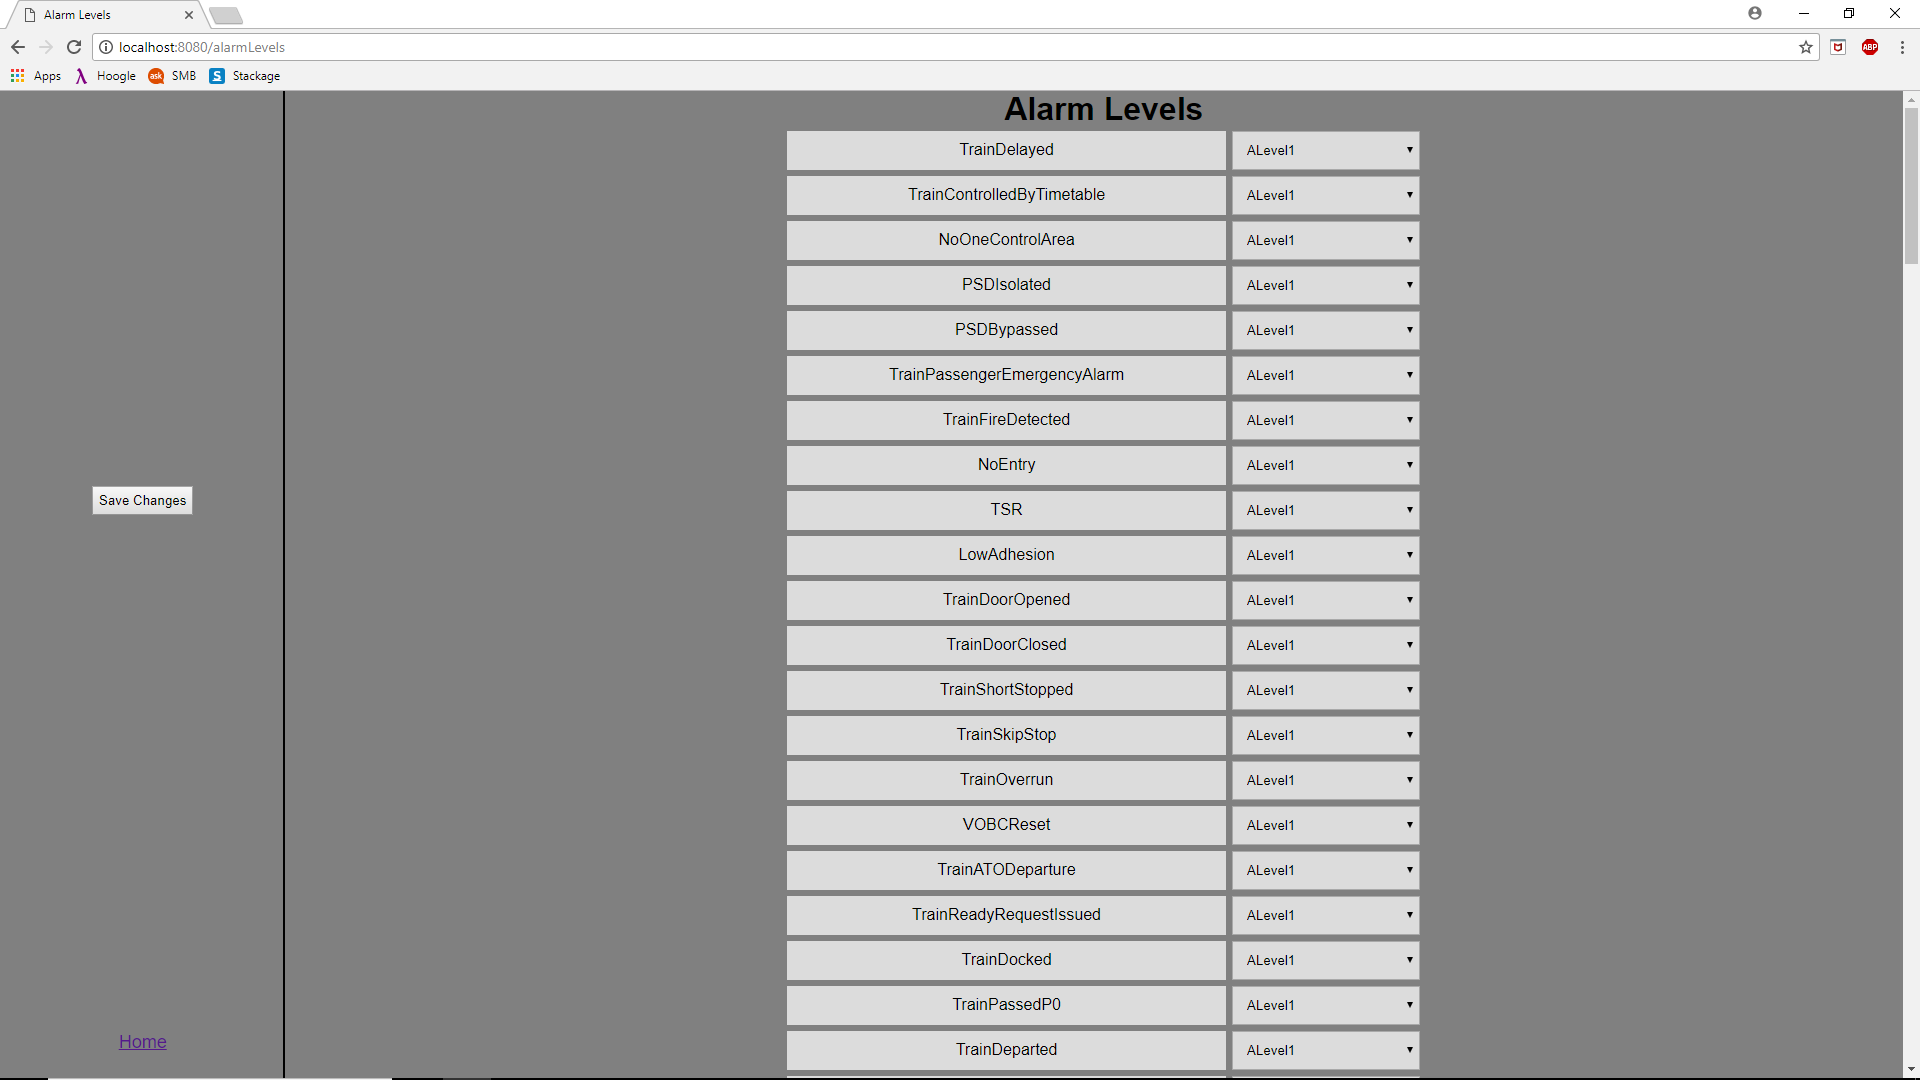 Alarm Levels
localhost:8080/alarmLevels
ABP
Apps Hoogle ask SMB S Stackage
Alarm Levels
TrainDelayed ALevel1
TrainControlledByTimetable ALevel1
NoOneControlArea ALevel1
PSDIsolated ALevel1
PSDBypassed ALevel1
TrainPassengerEmergencyAlarm ALevel1
TrainFireDetected ALevel1
NoEntry ALevel1
Save Changes
TSR ALevel1
LowAdhesion ALevel1
TrainDoorOpened ALevel1
TrainDoorClosed ALevel1
TrainShortStopped ALevel1
TrainSkipStop ALevel1
TrainOverrun ALevel1
VOBCReset ALevel1
TrainATODeparture ALevel1
TrainReadyRequestIssued ALevel1
TrainDocked ALevel1
TrainPassedP0 ALevel1
Home
TrainDeparted ALevel1